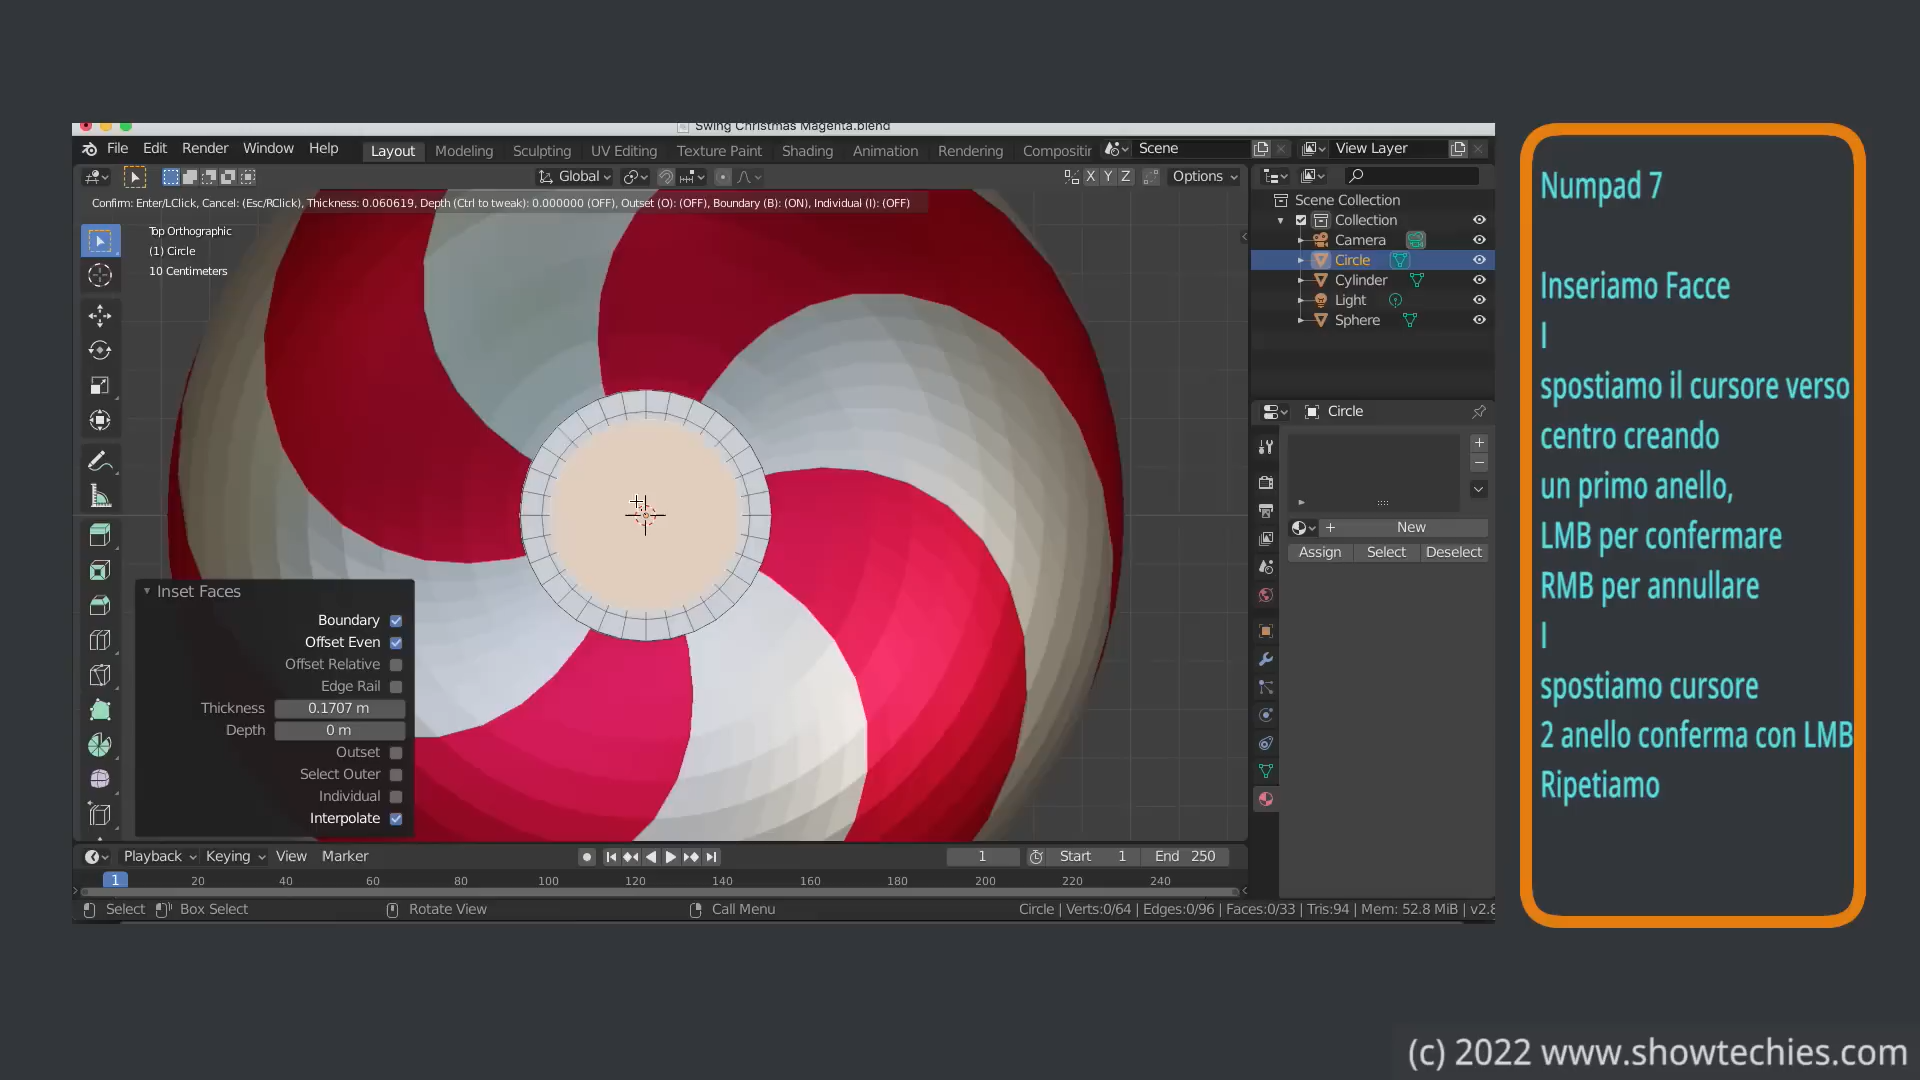 Swing Christmas Magenta.blend
File Edit Render Window Help Layout Modeling Sculpting UV Editing Texture Paint Shading Animation Rendering Compositin Scene View Layer
Global X Y Z Options
Confirm: Enter/LClick, Cancel: (Esc/RClick), Thickness: 0.060619, Depth (Ctrl to tweak): 0.000000 (OFF), Outset (O): (OFF), Boundary (B): (ON), Individual (I): (OFF)
Top Orthographic
(1) Circle
10 Centimeters
Inset Faces
Boundary
Offset Even
Offset Relative
Edge Rail
Thickness 0.1707 m
Depth 0 m
Outset
Select Outer
Individual
Interpolate
Scene Collection
Collection
Camera
Circle
Cylinder
Light
Sphere
Circle
New
Assign Select Deselect
Playback Keying View Marker 1 Start 1 End 250
1 20 40 60 80 100 120 140 160 180 200 220 240
Select Box Select Rotate View Call Menu Circle | Verts:0/64 | Edges:0/96 | Faces:0/33 | Tris:94 | Mem: 52.8 MiB | v2.8
Numpad 7
Inseriamo Facce
I
spostiamo il cursore verso
centro creando
un primo anello,
LMB per confermare
RMB per annullare
I
spostiamo cursore
2 anello conferma con LMB
Ripetiamo
(c) 2022 www.showtechies.com